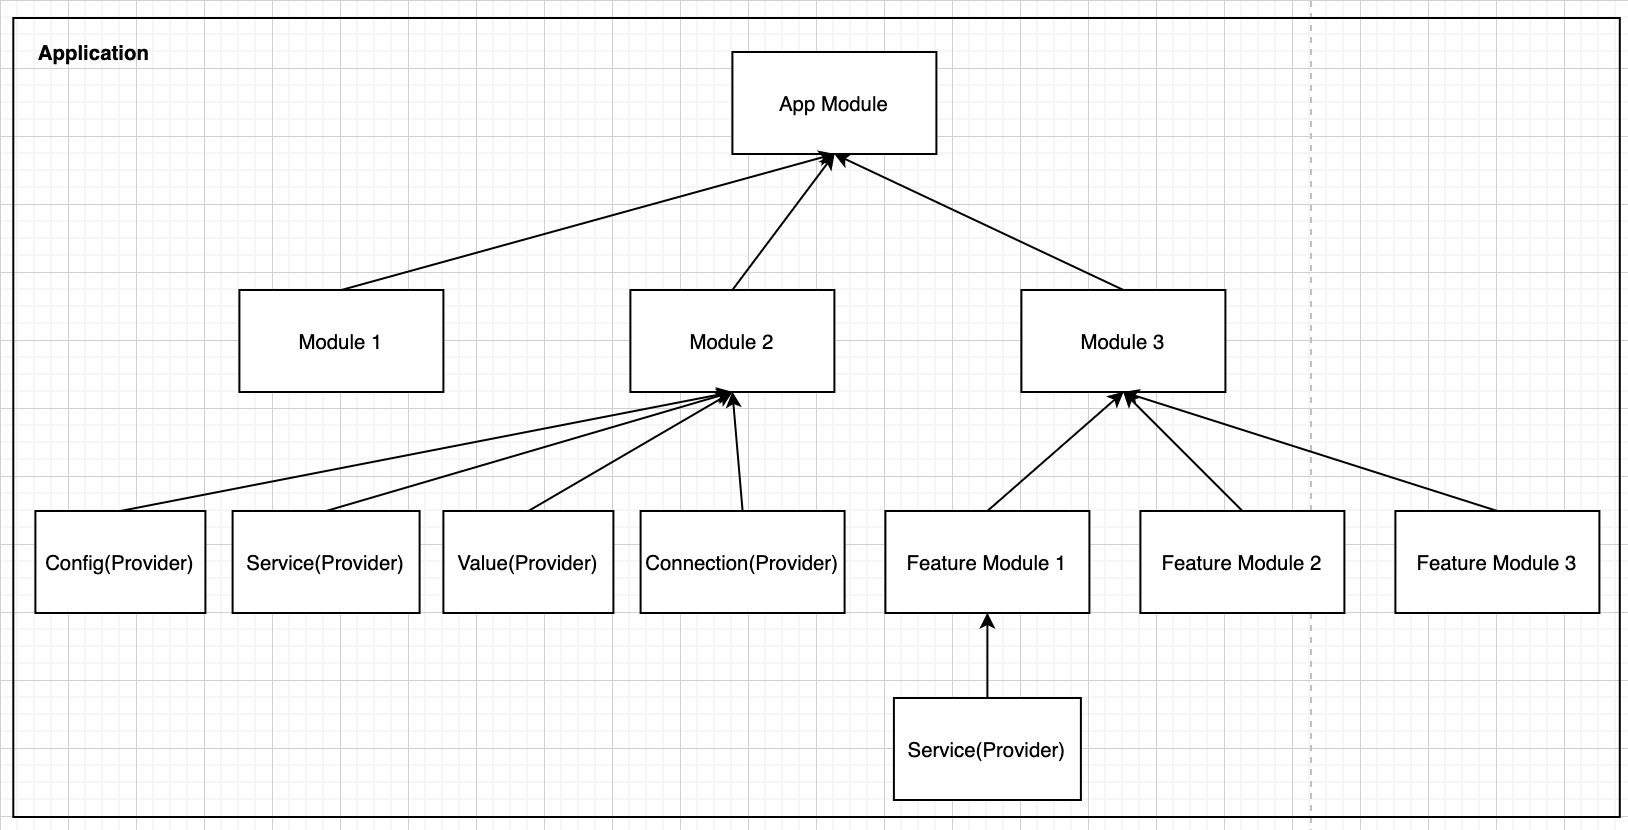 Application
App Module
Module 1
Module 2
Module 3
Config(Provider)
Service(Provider)
Value(Provider)
Connection(Provider)
Feature Module 1
Feature Module 2
Feature Module 3
Service(Provider)